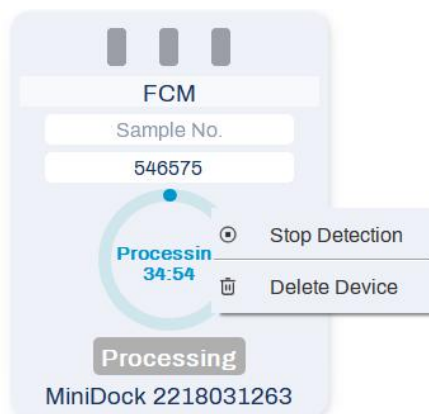 FCM
Sample No.
546575
Processin
34:54
Stop Detection
Delete Device
Processing
MiniDock 2218031263